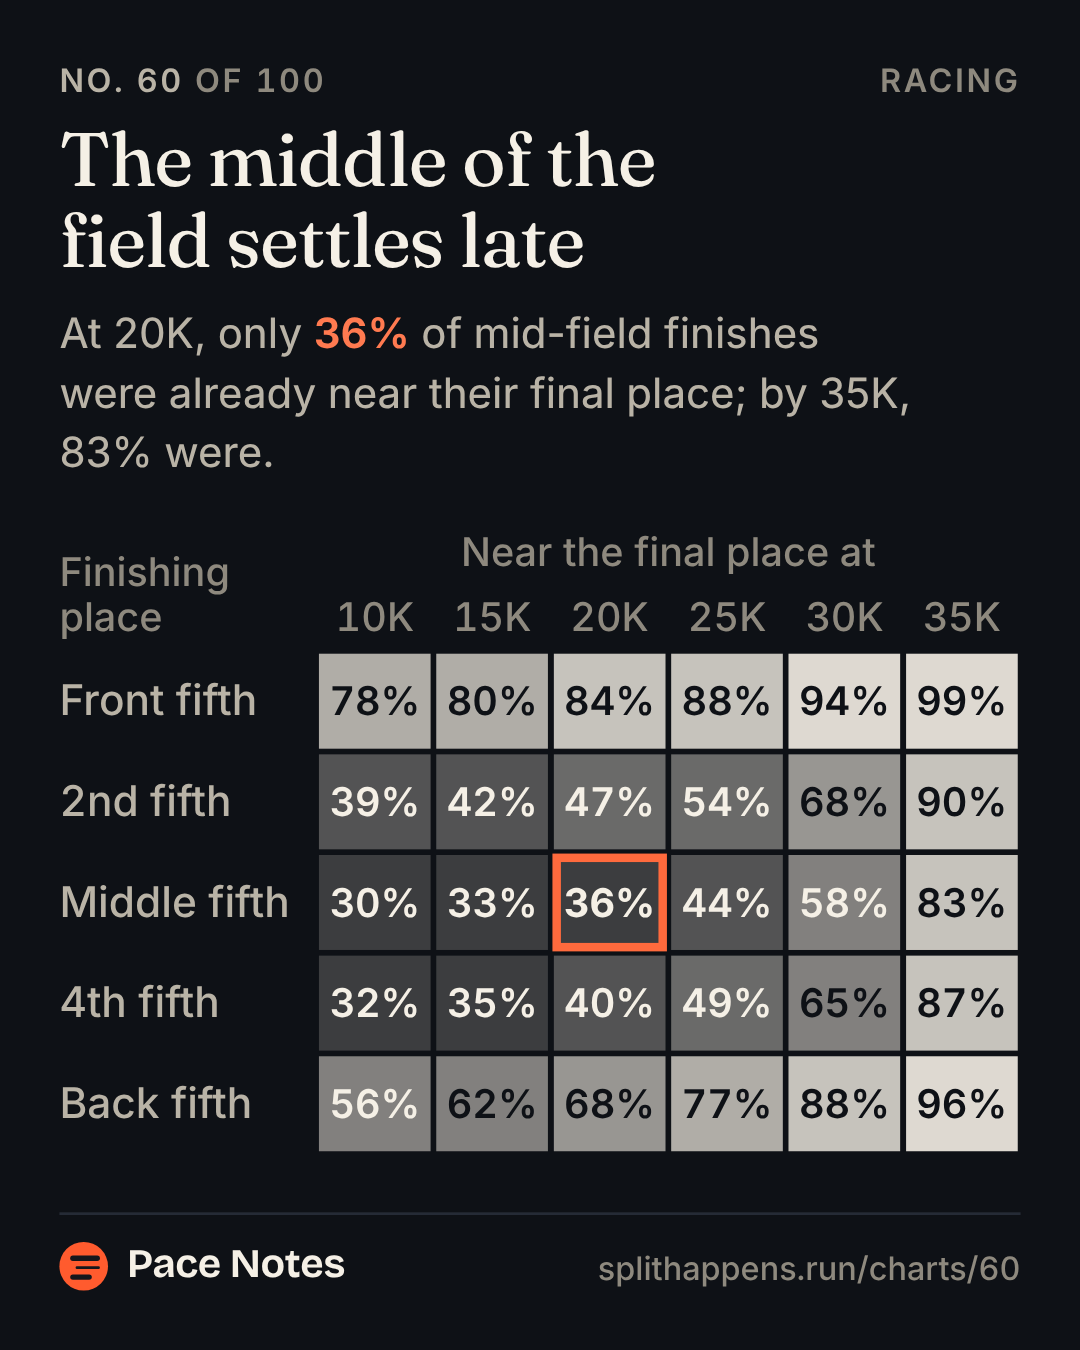 NO. 60 OF 100
RACING
The middle of the
field settles late
At 20K, only 36% of mid-field finishes
were already near their final place; by 35K,
83% were.
Finishing
place
Near the final place at
10K 15K 20K 25K 30K 35K
Front fifth 78% 80% 84% 88% 94% 99%
2nd fifth 39% 42% 47% 54% 68% 90%
Middle fifth 30% 33% 36% 44% 58% 83%
4th fifth 32% 35% 40% 49% 65% 87%
Back fifth 56% 62% 68% 77% 88% 96%
Pace Notes
splithappens.run/charts/60